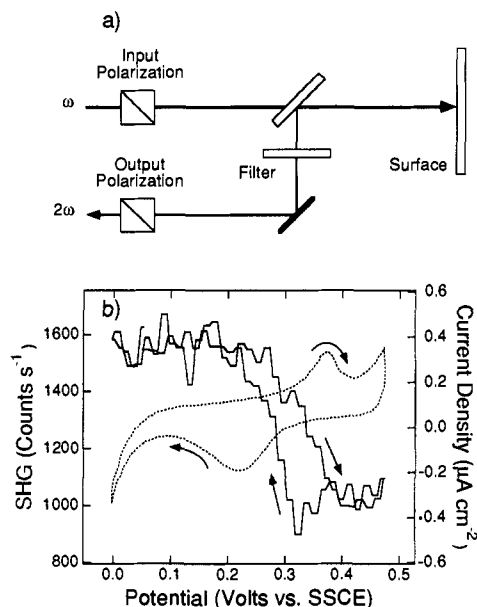 a)
Input
Polarization
ω
Output
Polarization
Filter
Surface
2ω
b)
SHG (Counts s-1)
1600
1400
1200
1000
800
0.6
0.4
0.2
0.0
-0.2
-0.4
-0.6
Current Density (μA cm-2)
0.0 0.1 0.2 0.3 0.4 0.5
Potential (Volts vs. SSCE)